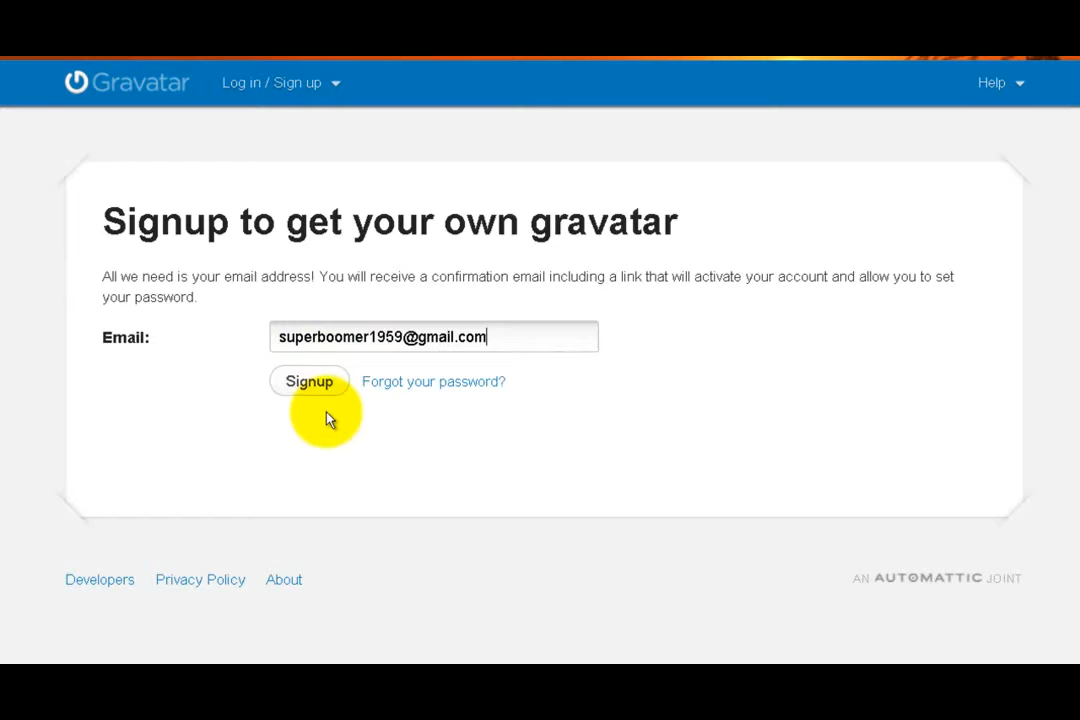 Gravatar Log in / Sign up Help
Signup to get your own gravatar
All we need is your email address! You will receive a confirmation email including a link that will activate your account and allow you to set
your password.
Email: superboomer1959@gmail.com
Signup Forgot your password?
Developers Privacy Policy About AN AUTOMATTIC JOINT